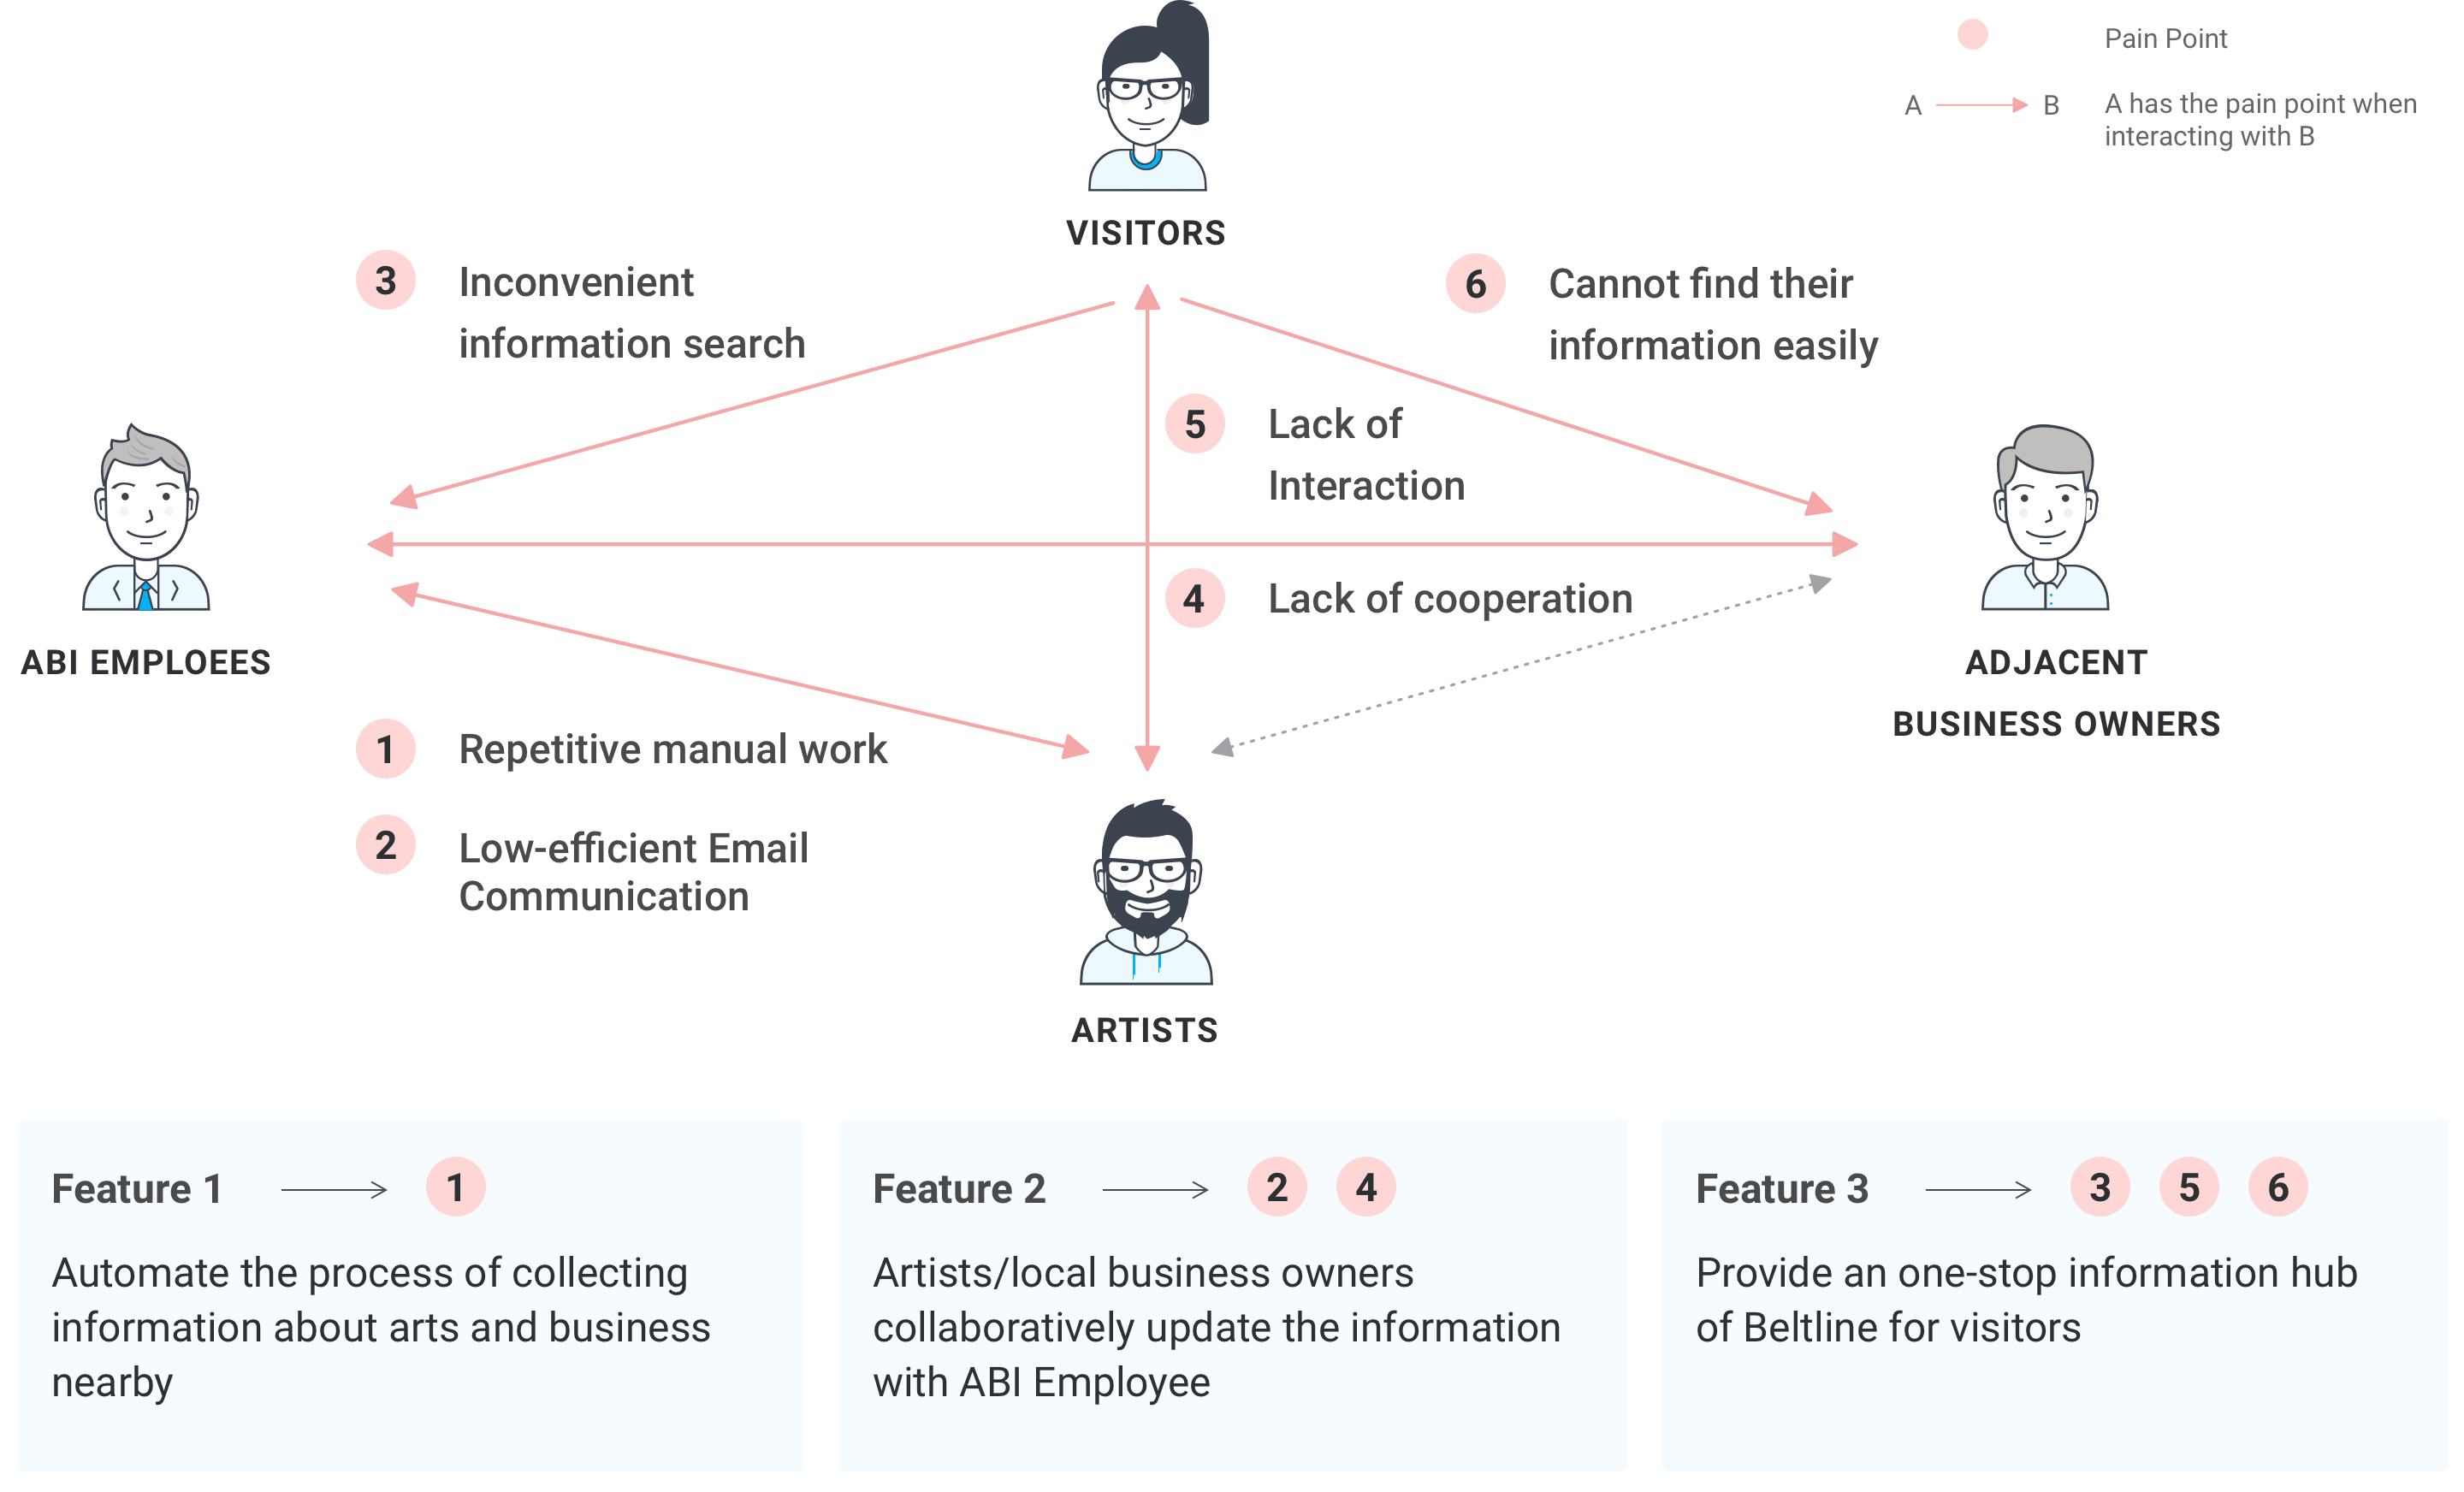 Pain Point
A
B
A has the pain point when
interacting with B
VISITORS
3
Inconvenient
information search
6
Cannot find their
information easily
5
Lack of
Interaction
4
Lack of cooperation
ABI EMPLOEES
ADJACENT
BUSINESS OWNERS
1
Repetitive manual work
2
Low-efficient Email
Communication
ARTISTS
Feature 1
1
Automate the process of collecting
information about arts and business
nearby
Feature 2
2
4
Artists/local business owners
collaboratively update the information
with ABI Employee
Feature 3
3
5
6
Provide an one-stop information hub
of Beltline for visitors